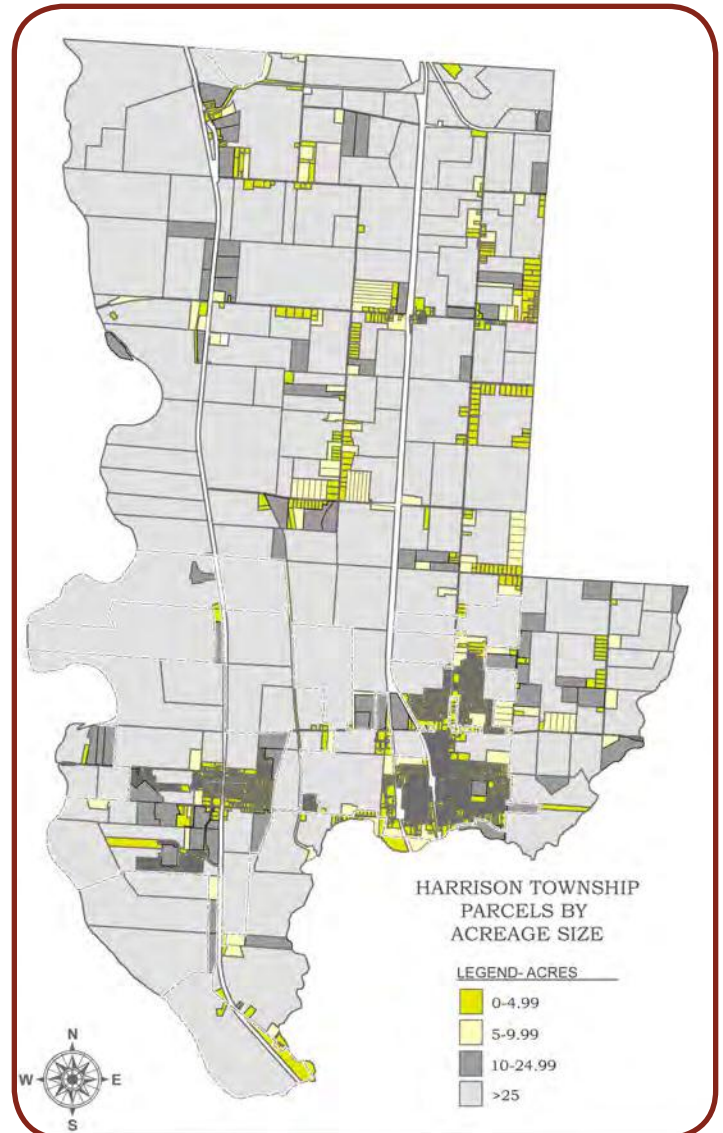 HARRISON TOWNSHIP
PARCELS BY
ACREAGE SIZE
LEGEND- ACRES
0-4.99
5-9.99
10-24.99
>25
N
W
E
S